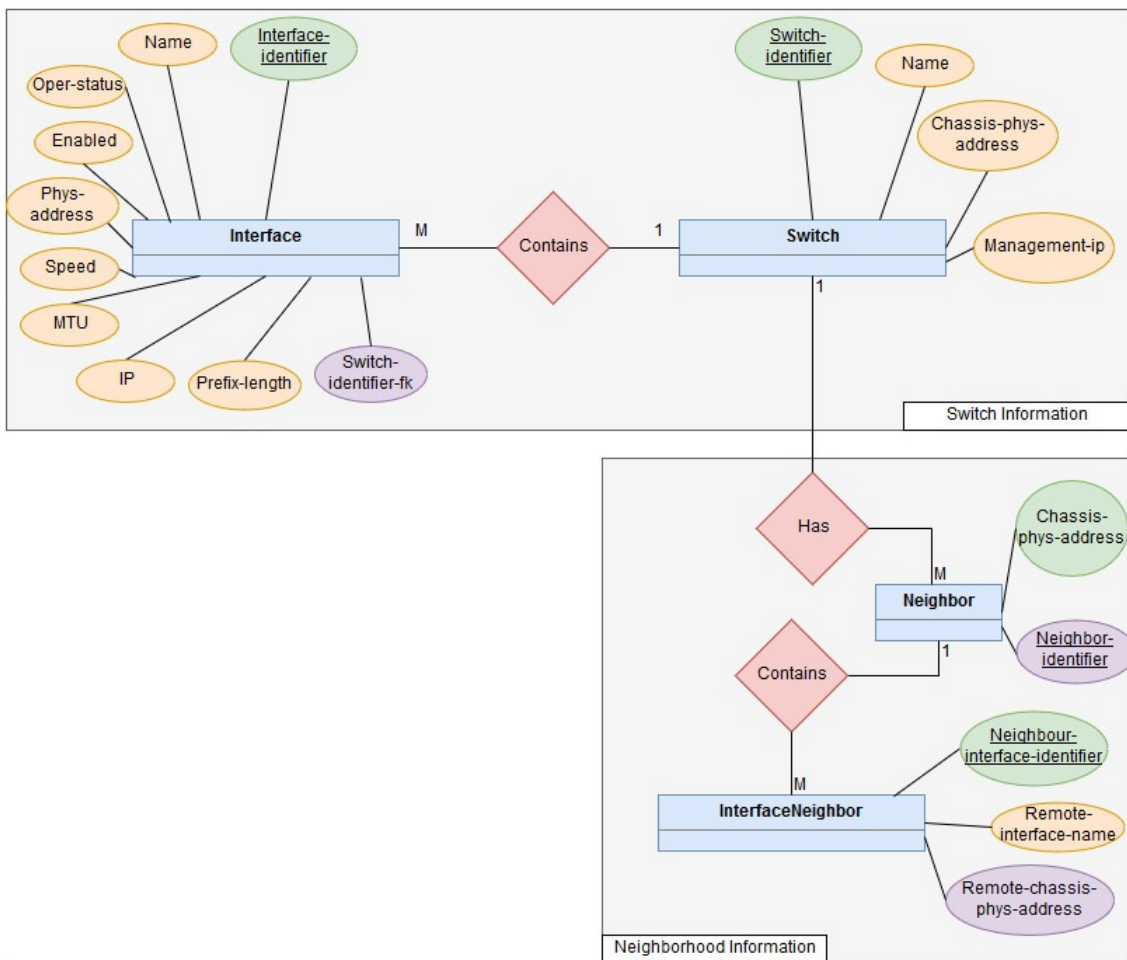 Name
Interface-
identifier
Switch-
identifier
Name
Oper-status
Enabled
Chassis-phys-
address
Phys-
address
Interface
M
Contains
1
Switch
Management-ip
Speed
1
MTU
IP
Prefix-length
Switch-
identifier-fk
Switch Information
Has
Chassis-
phys-address
M
Neighbor
1
Neighbor-
identifier
Contains
Neighbour-
interface-identifier
M
InterfaceNeighbor
Remote-
interface-name
Remote-chassis-
phys-address
Neighborhood Information